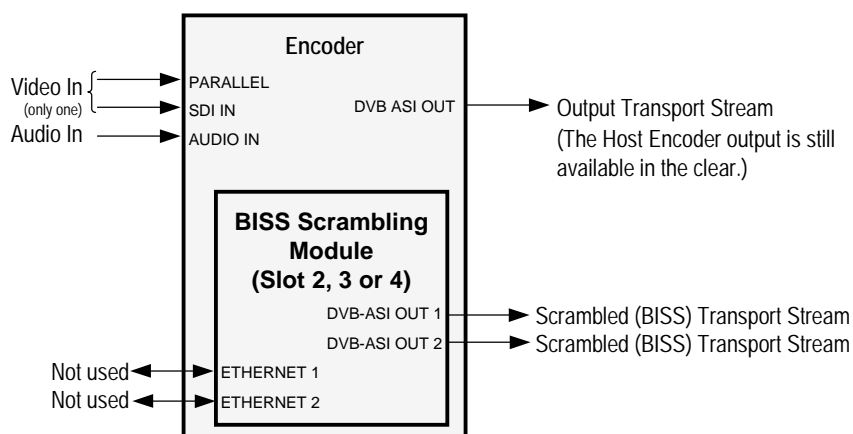 Encoder
Video In
(only one)
Audio In
PARALLEL
SDI IN
AUDIO IN
DVB ASI OUT
Output Transport Stream
(The Host Encoder output is still
available in the clear.)
BISS Scrambling
Module
(Slot 2, 3 or 4)
DVB-ASI OUT 1
DVB-ASI OUT 2
Scrambled (BISS) Transport Stream
Scrambled (BISS) Transport Stream
Not used
Not used
ETHERNET 1
ETHERNET 2